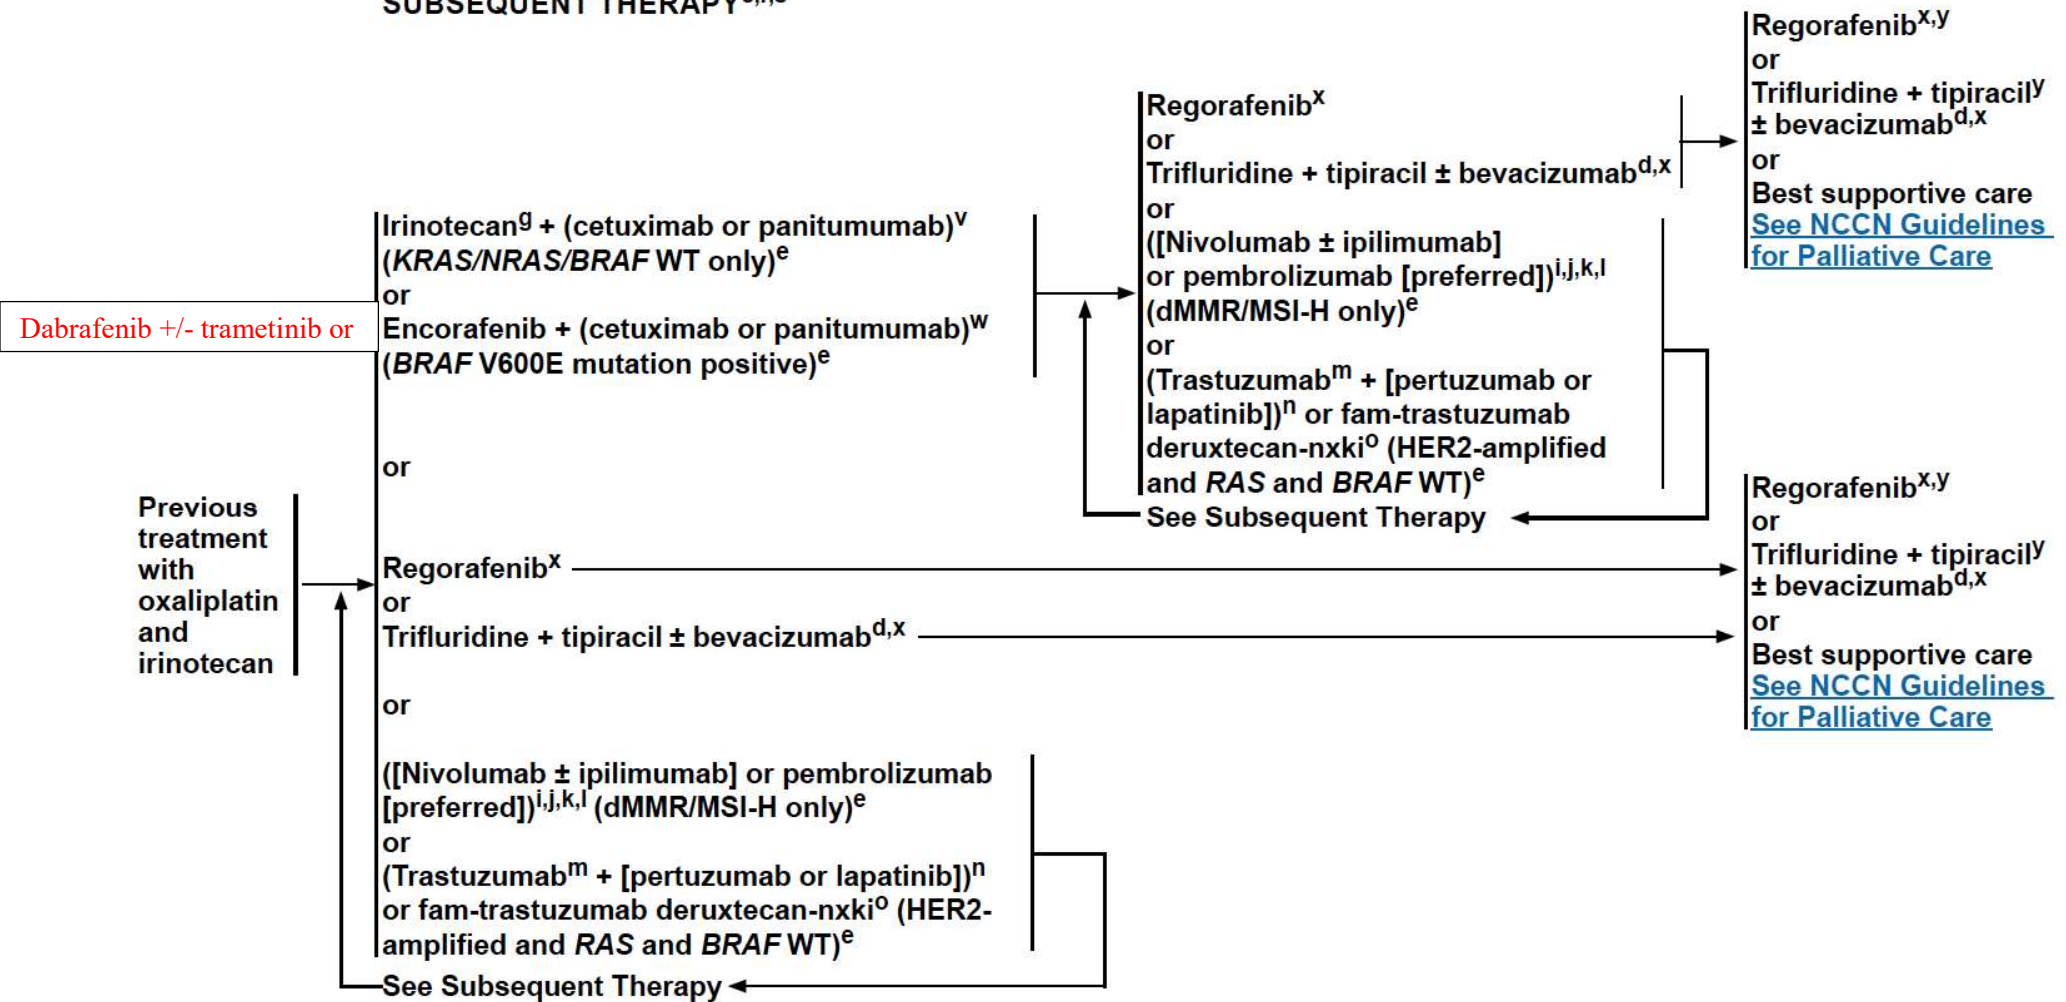 SUBSEQUENT THERAPY
Previous
treatment
with
oxaliplatin
and
irinotecan
Dabrafenib +/- trametinib or
Irinotecang + (cetuximab or panitumumab)v
(KRAS/NRAS/BRAF WT only)e
or
Encorafenib + (cetuximab or panitumumab)w
(BRAF V600E mutation positive)e
or
Regorafenibx
or
Trifluridine + tipiracil ± bevacizumabd,x
or
([Nivolumab ± ipilimumab] or pembrolizumab
[preferred])i,j,k,l (dMMR/MSI-H only)e
or
(Trastuzumabm + [pertuzumab or lapatinib])n
or fam-trastuzumab deruxtecan-nxkio (HER2-
amplified and RAS and BRAF WT)e
See Subsequent Therapy
Regorafenibx
or
Trifluridine + tipiracil ± bevacizumabd,x
or
([Nivolumab ± ipilimumab]
or pembrolizumab [preferred])i,j,k,l
(dMMR/MSI-H only)e
or
(Trastuzumabm + [pertuzumab or
lapatinib])n or fam-trastuzumab
deruxtecan-nxkio (HER2-amplified
and RAS and BRAF WT)e
See Subsequent Therapy
Regorafenibx,y
or
Trifluridine + tipiracily
± bevacizumabd,x
or
Best supportive care
See NCCN Guidelines
for Palliative Care
Regorafenibx,y
or
Trifluridine + tipiracily
± bevacizumabd,x
or
Best supportive care
See NCCN Guidelines
for Palliative Care